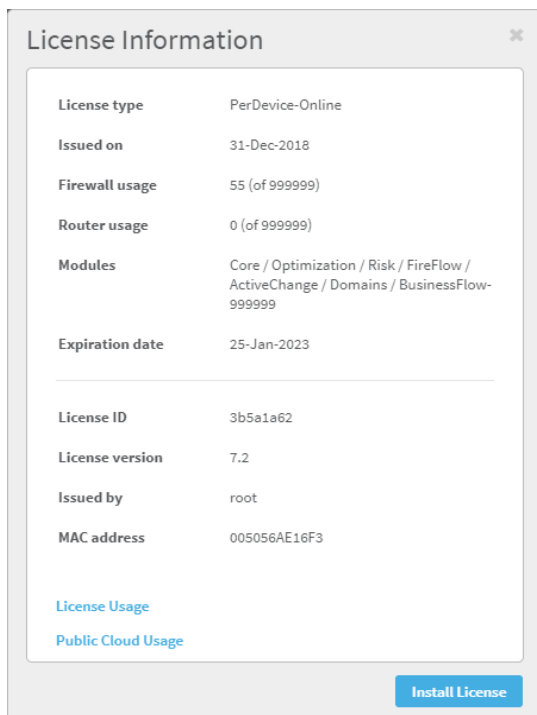 License Information
License type PerDevice-Online
Issued on 31-Dec-2018
Firewall usage 55 (of 999999)
Router usage 0 (of 999999)
Modules Core / Optimization / Risk / FireFlow /
ActiveChange / Domains / BusinessFlow-
999999
Expiration date 25-Jan-2023
License ID 3b5a1a62
License version 7.2
Issued by root
MAC address 005056AE16F3
License Usage
Public Cloud Usage
Install License